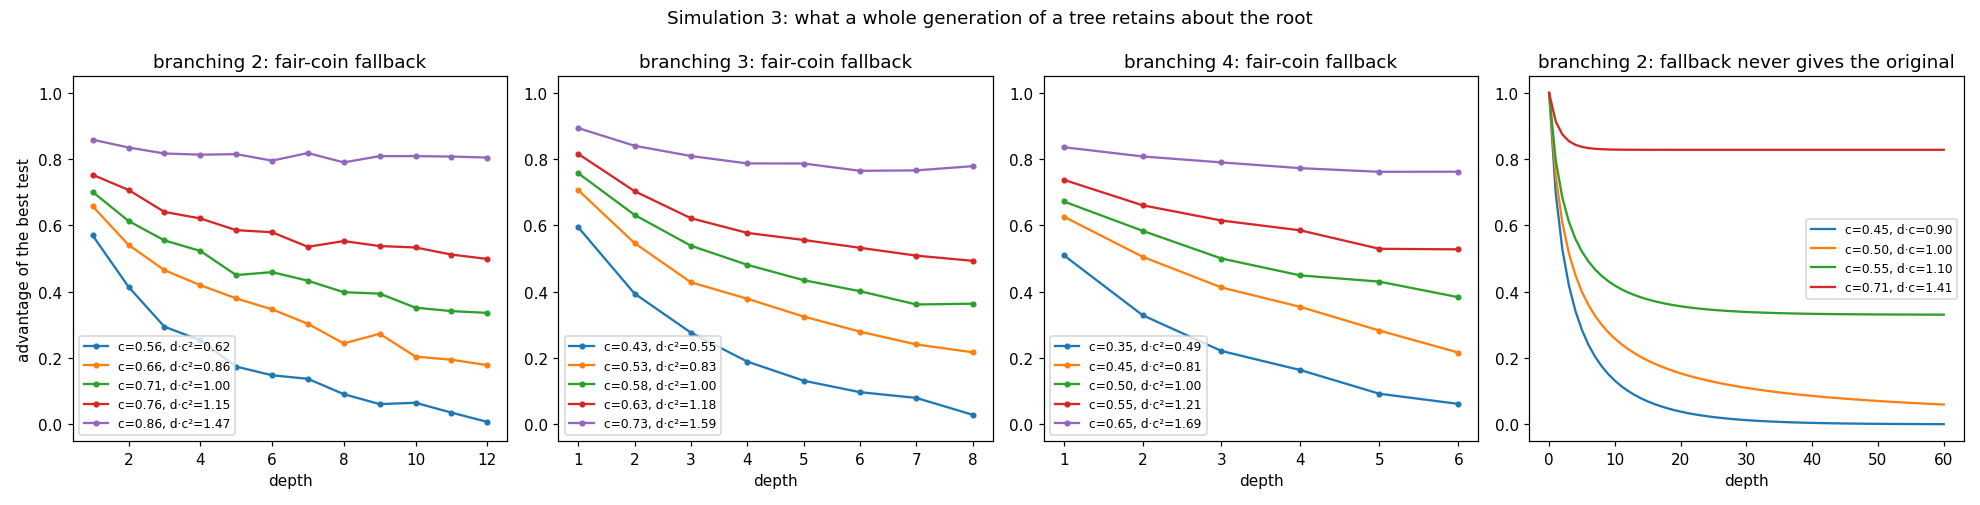 Simulation 3: what a whole generation of a tree retains about the root
branching 2: fair-coin fallback
advantage of the best test
1.0
0.8
0.6
0.4
0.2
0.0
c=0.56, d·c²=0.62
c=0.66, d·c²=0.86
c=0.71, d·c²=1.00
c=0.76, d·c²=1.15
c=0.86, d·c²=1.47
2 4 6 8 10 12
depth
branching 3: fair-coin fallback
1.0
0.8
0.6
0.4
0.2
0.0
c=0.43, d·c²=0.55
c=0.53, d·c²=0.83
c=0.58, d·c²=1.00
c=0.63, d·c²=1.18
c=0.73, d·c²=1.59
1 2 3 4 5 6 7 8
depth
branching 4: fair-coin fallback
1.0
0.8
0.6
0.4
0.2
0.0
c=0.35, d·c²=0.49
c=0.45, d·c²=0.81
c=0.50, d·c²=1.00
c=0.55, d·c²=1.21
c=0.65, d·c²=1.69
1 2 3 4 5 6
depth
branching 2: fallback never gives the original
1.0
0.8
0.6
0.4
0.2
0.0
c=0.45, d·c=0.90
c=0.50, d·c=1.00
c=0.55, d·c=1.10
c=0.71, d·c=1.41
0 10 20 30 40 50 60
depth